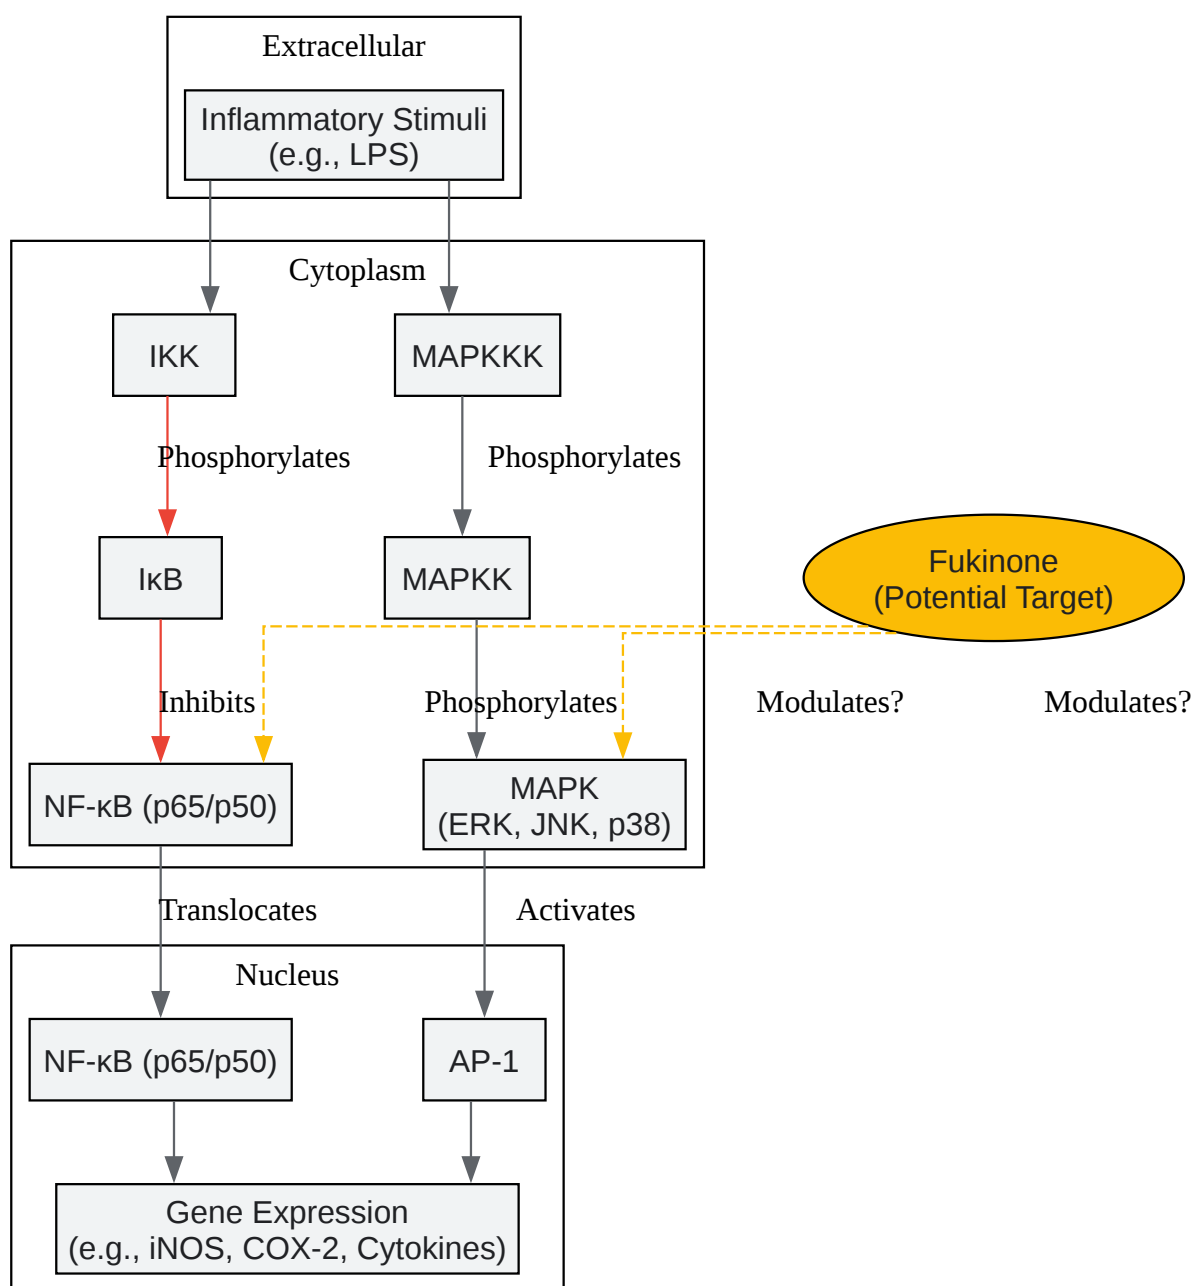 Extracellular
Inflammatory Stimuli
(e.g., LPS)
Cytoplasm
IKK
MAPKKK
Phosphorylates
Phosphorylates
IκB
MAPKK
Fukinone
(Potential Target)
Inhibits
Phosphorylates
Modulates?
Modulates?
NF-κB (p65/p50)
MAPK
(ERK, JNK, p38)
Translocates
Activates
Nucleus
NF-κB (p65/p50)
AP-1
Gene Expression
(e.g., iNOS, COX-2, Cytokines)